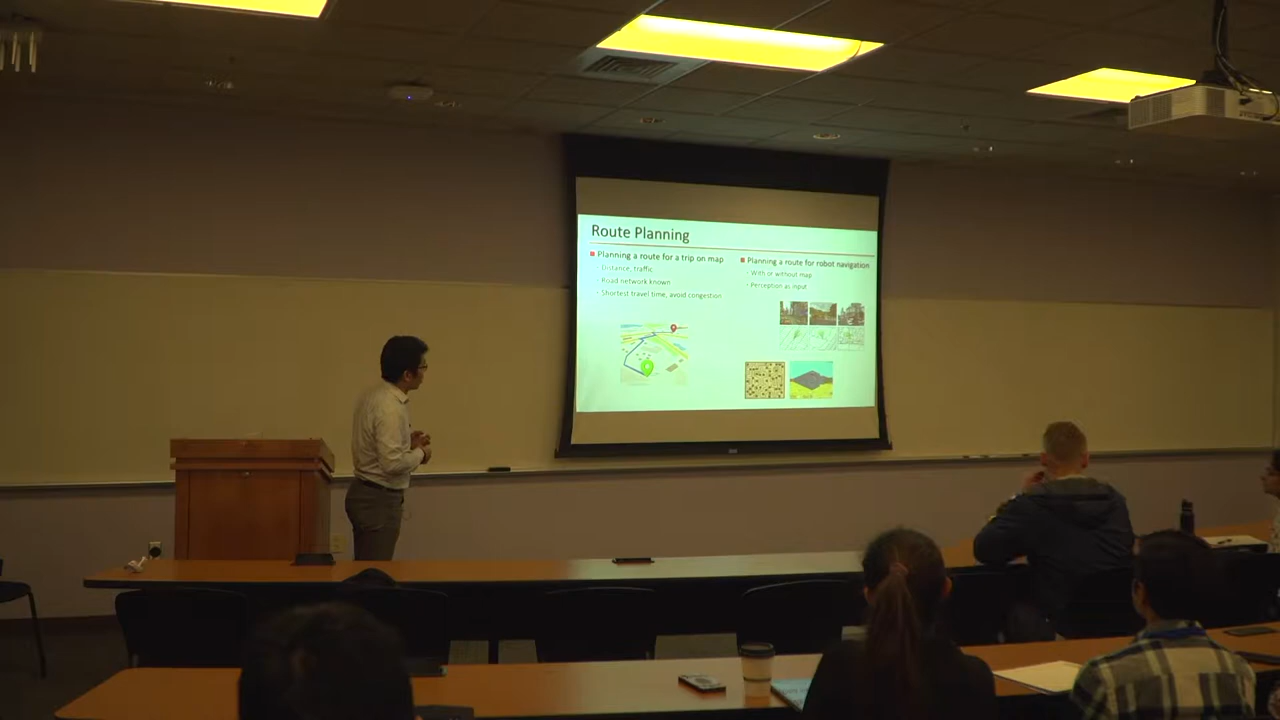 Route Planning
Planning a route for a trip on map
- Distance, traffic
- Road network known
- Shortest travel time, avoid congestion
Planning a route for robot navigation
- With or without map
- Perception as input